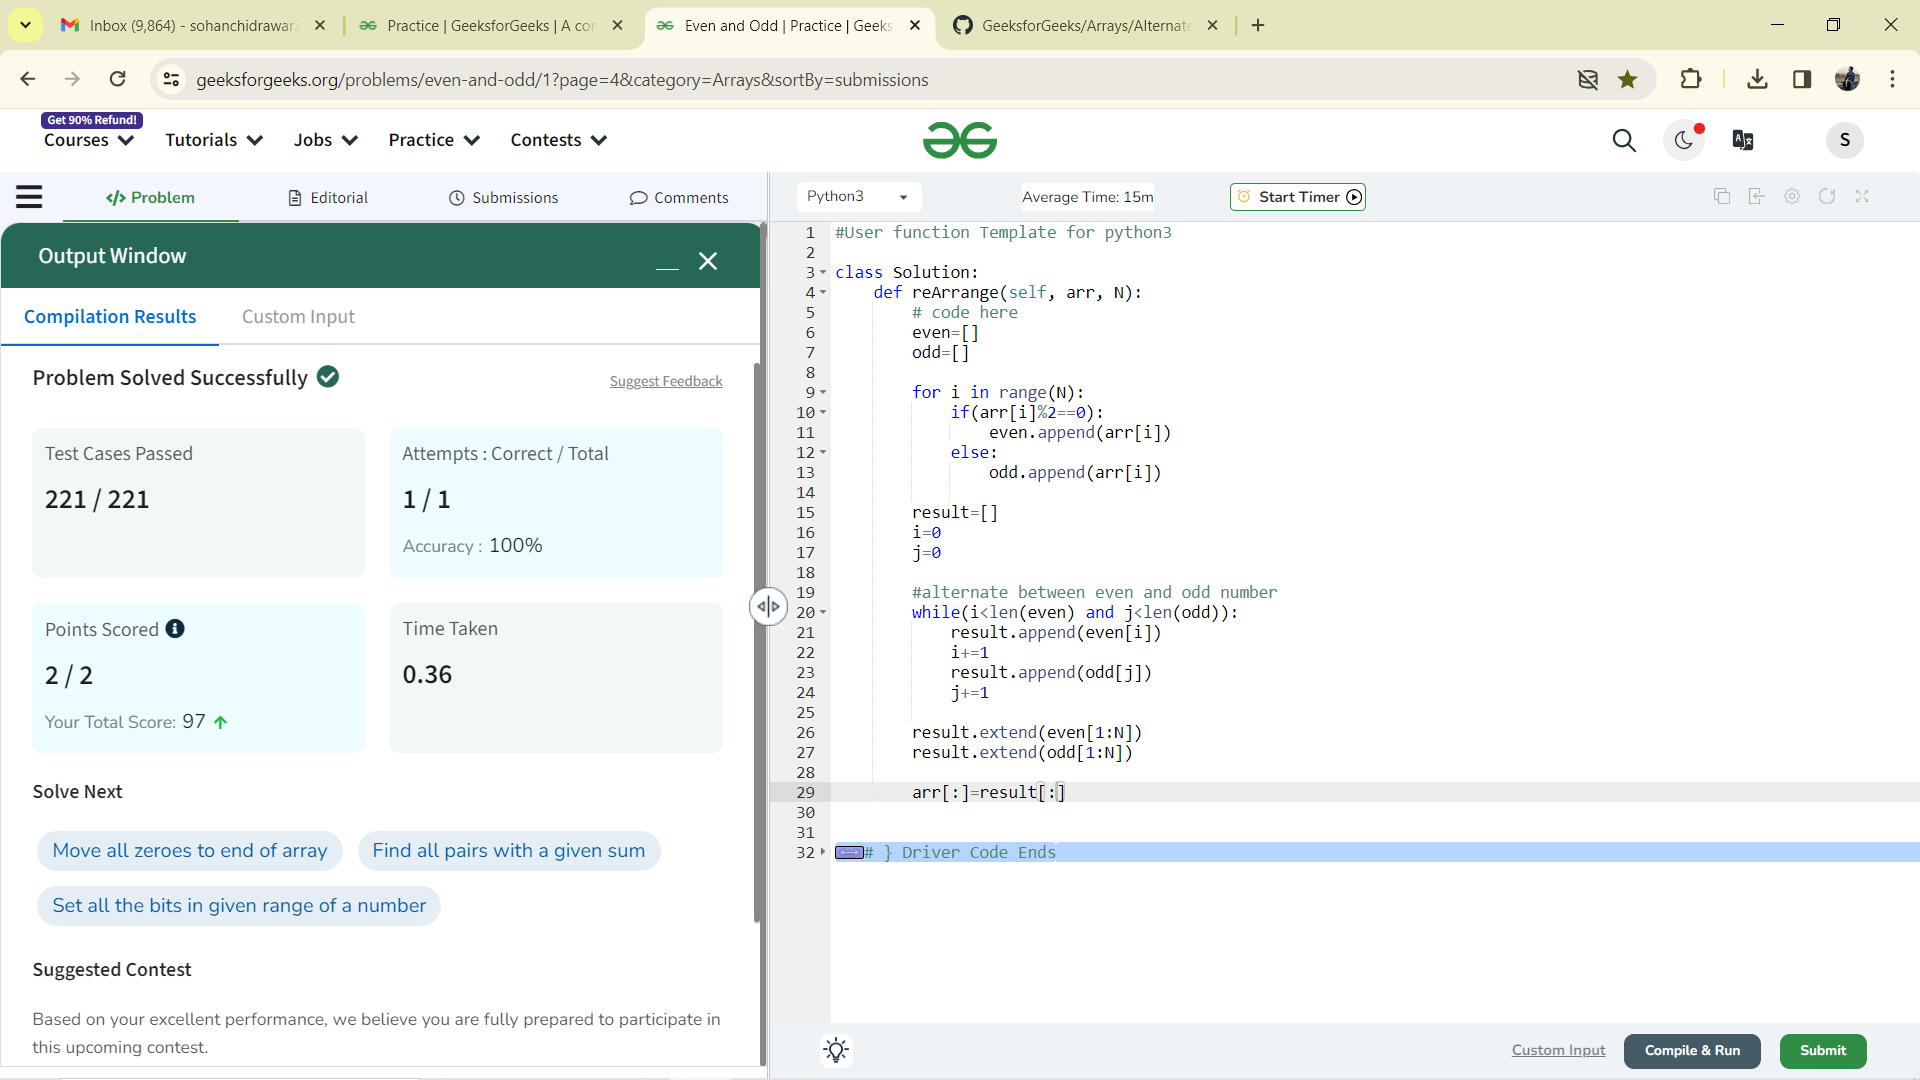 Inbox (9,864) - sohanchidrawar
Practice | GeeksforGeeks | A co
Even and Odd | Practice | Geeks
GeeksforGeeks/Arrays/Alternat
geeksforgeeks.org/problems/even-and-odd/1?page=4&category=Arrays&sortBy=submissions
Get 90% Refund!
Courses
Tutorials
Jobs
Practice
Contests
S
</> Problem
Editorial
Submissions
Comments
Python3
Average Time: 15m
Start Timer
Output Window
Compilation Results
Custom Input
Problem Solved Successfully
Suggest Feedback
Test Cases Passed
221 / 221
Attempts : Correct / Total
1 / 1
Accuracy : 100%
Points Scored
2 / 2
Your Total Score: 97
Time Taken
0.36
Solve Next
Move all zeroes to end of array
Find all pairs with a given sum
Set all the bits in given range of a number
Suggested Contest
Based on your excellent performance, we believe you are fully prepared to participate in
this upcoming contest.
1 #User function Template for python3
2
3 class Solution:
4 def reArrange(self, arr, N):
5 # code here
6 even=[]
7 odd=[]
8
9 for i in range(N):
10 if(arr[i]%2==0):
11 even.append(arr[i])
12 else:
13 odd.append(arr[i])
14
15 result=[]
16 i=0
17 j=0
18
19 #alternate between even and odd number
20 while(i<len(even) and j<len(odd)):
21 result.append(even[i])
22 i+=1
23 result.append(odd[j])
24 j+=1
25
26 result.extend(even[1:N])
27 result.extend(odd[1:N])
28
29 arr[:]=result[:]
30
31
32 # } Driver Code Ends
Custom Input
Compile & Run
Submit